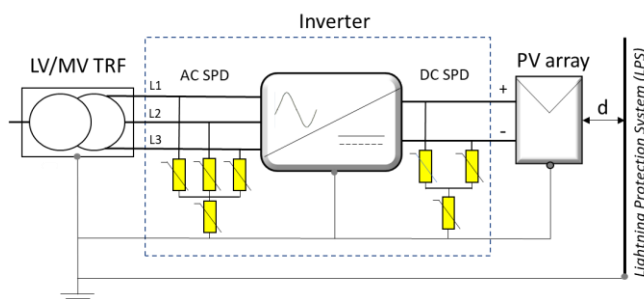 Inverter
LV/MV TRF
AC SPD
DC SPD
PV array
L1
L2
L3
+
-
d
Lightning Protection System (LPS)